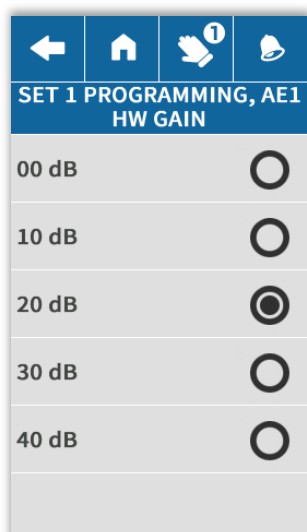 1
SET 1 PROGRAMMING, AE1
HW GAIN
00 dB
10 dB
20 dB
30 dB
40 dB